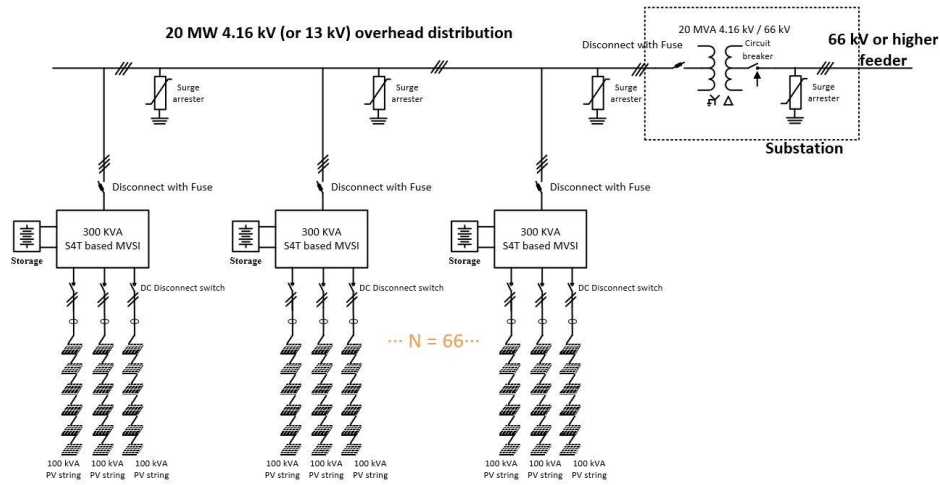 20 MW 4.16 kV (or 13 kV) overhead distribution
20 MVA 4.16 kV / 66 kV
Disconnect with Fuse
Circuit
breaker
66 kV or higher
feeder
Surge
arrester
Surge
arrester
Surge
arrester
Surge
arrester
Substation
Disconnect with Fuse
Disconnect with Fuse
Disconnect with Fuse
300 KVA
S4T based MVSI
Storage
300 KVA
S4T based MVSI
Storage
300 KVA
S4T based MVSI
Storage
DC Disconnect switch
DC Disconnect switch
DC Disconnect switch
··· N = 66···
100 kVA
PV string
100 kVA
PV string
100 kVA
PV string
100 kVA
PV string
100 kVA
PV string
100 kVA
PV string
100 kVA
PV string
100 kVA
PV string
100 kVA
PV string